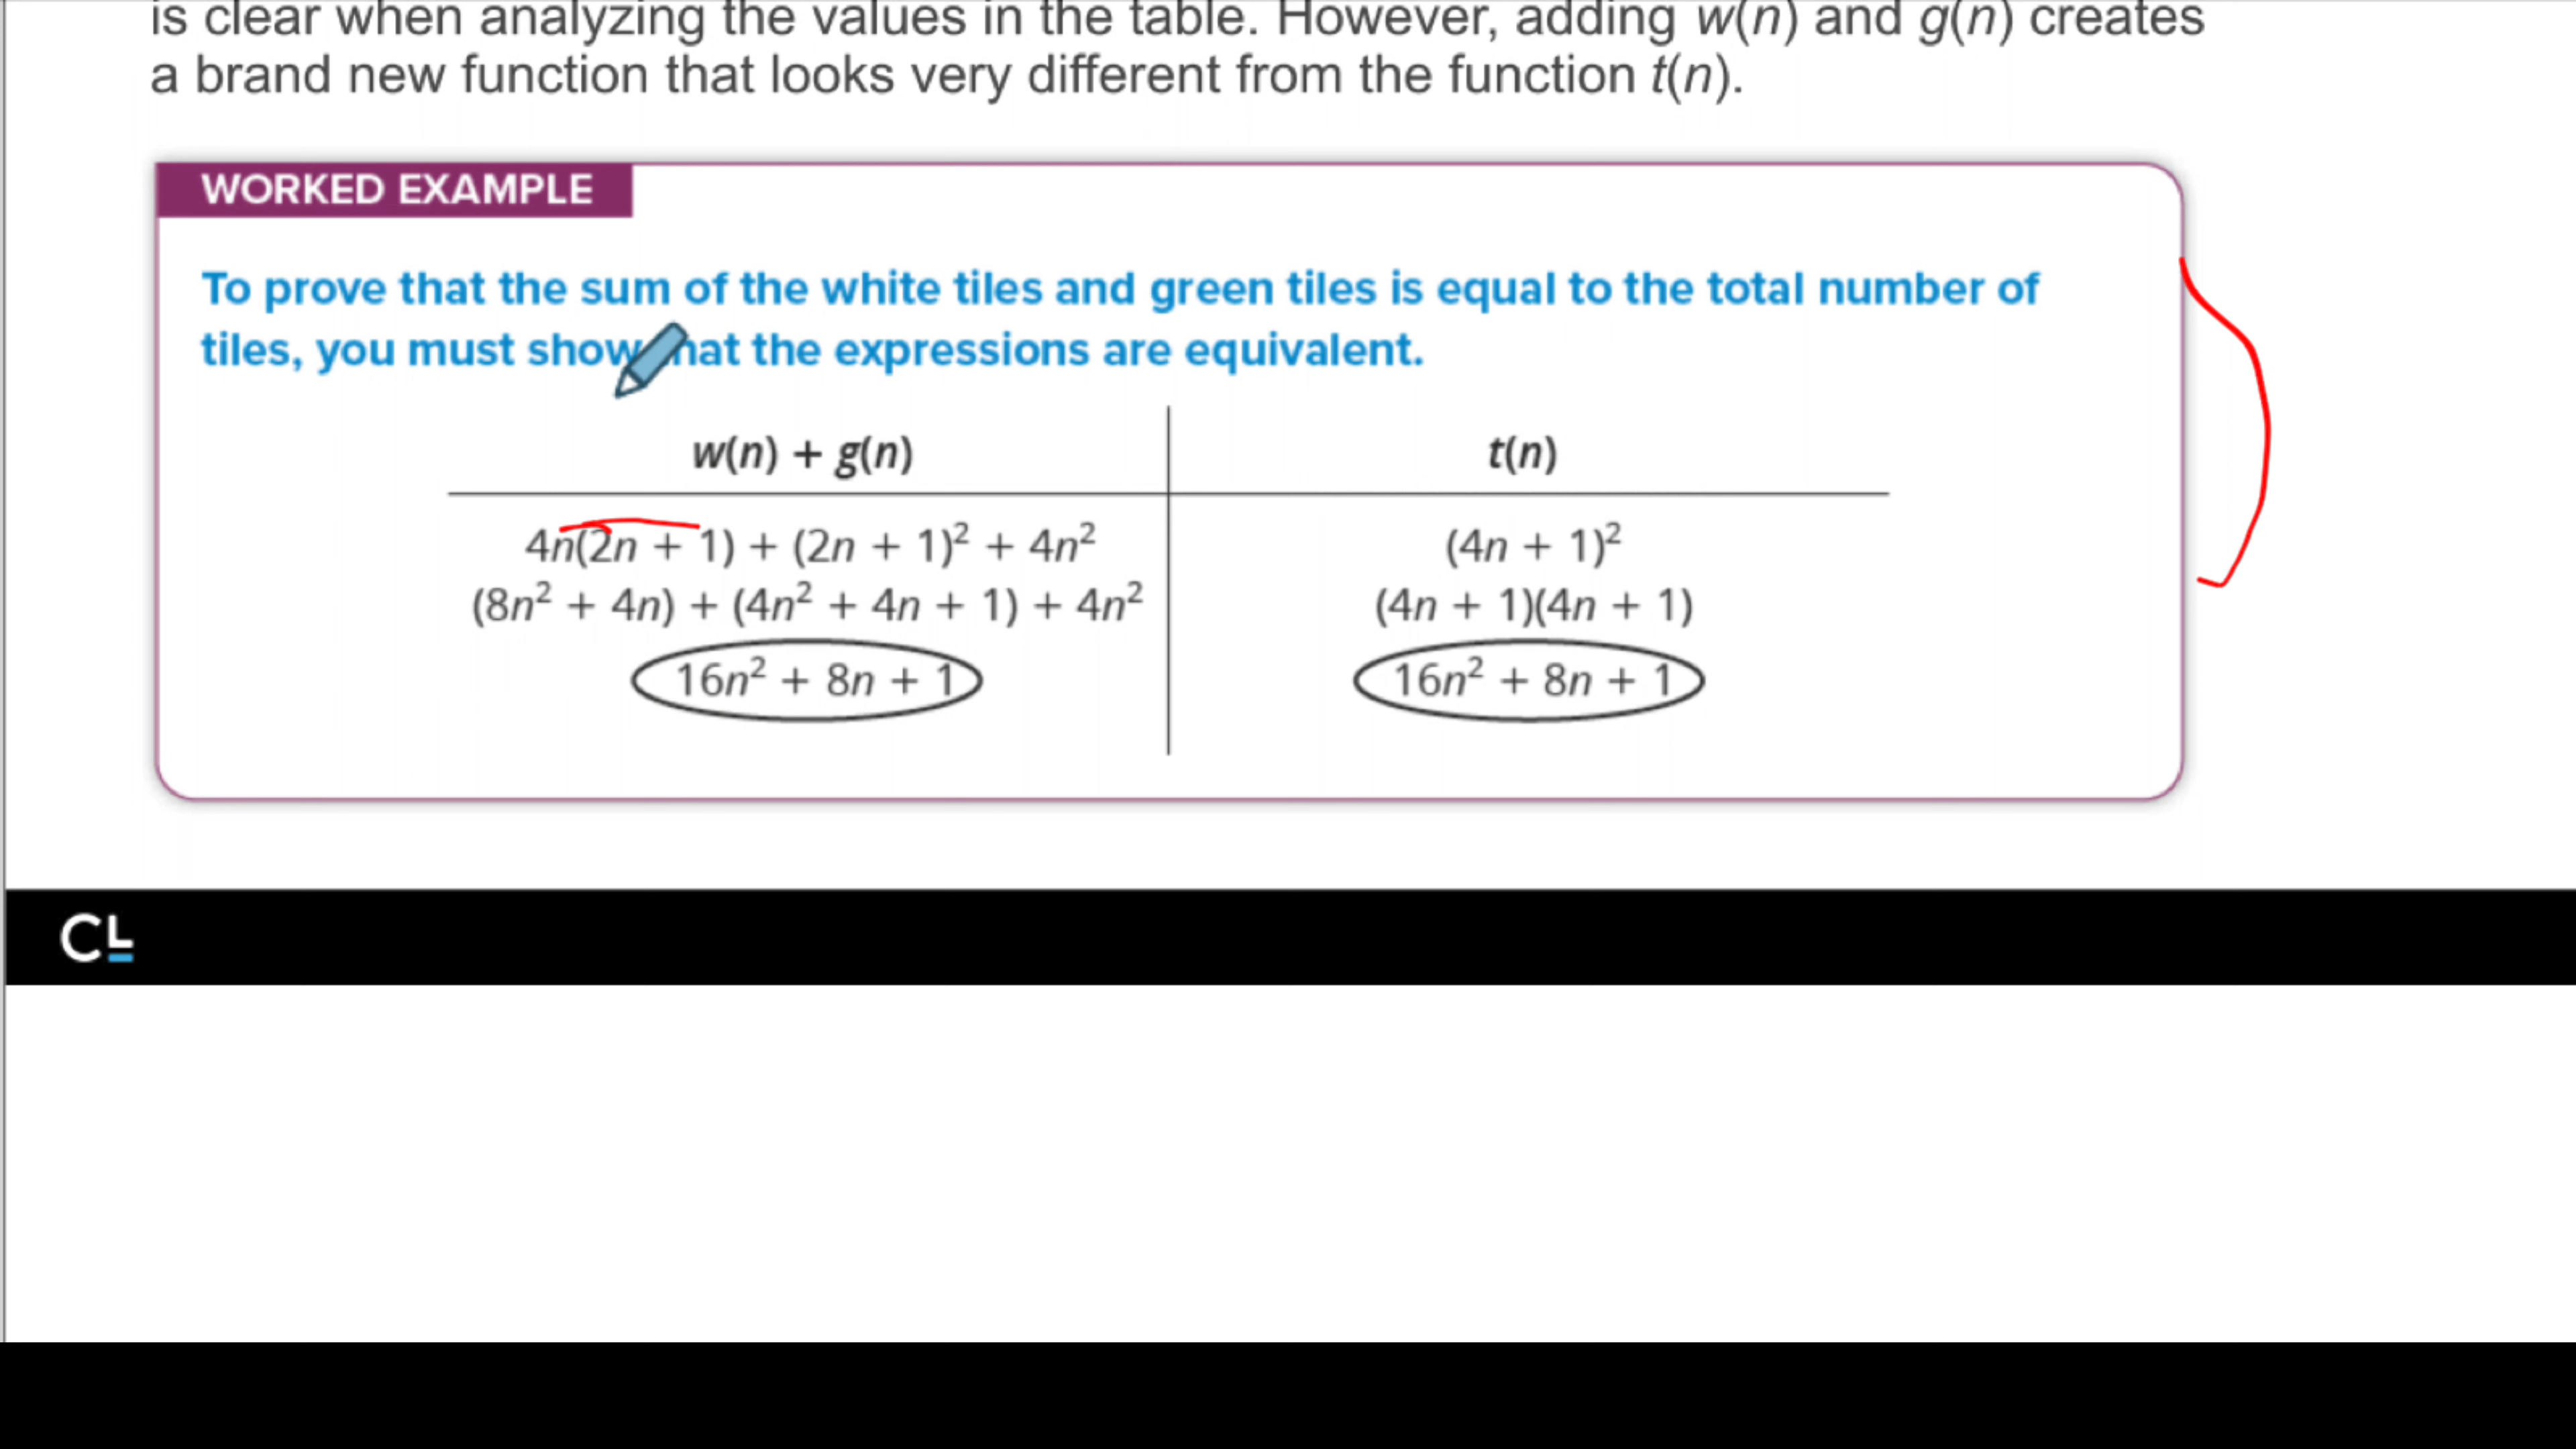 is clear when analyzing the values in the table. However, adding w(n) and g(n) creates
a brand new function that looks very different from the function t(n).
WORKED EXAMPLE
To prove that the sum of the white tiles and green tiles is equal to the total number of
tiles, you must show that the expressions are equivalent.
w(n) + g(n)
t(n)
4n(2n + 1) + (2n + 1)² + 4n²
(4n + 1)²
(8n² + 4n) + (4n² + 4n + 1) + 4n²
(4n + 1)(4n + 1)
16n² + 8n + 1
16n² + 8n + 1
CL